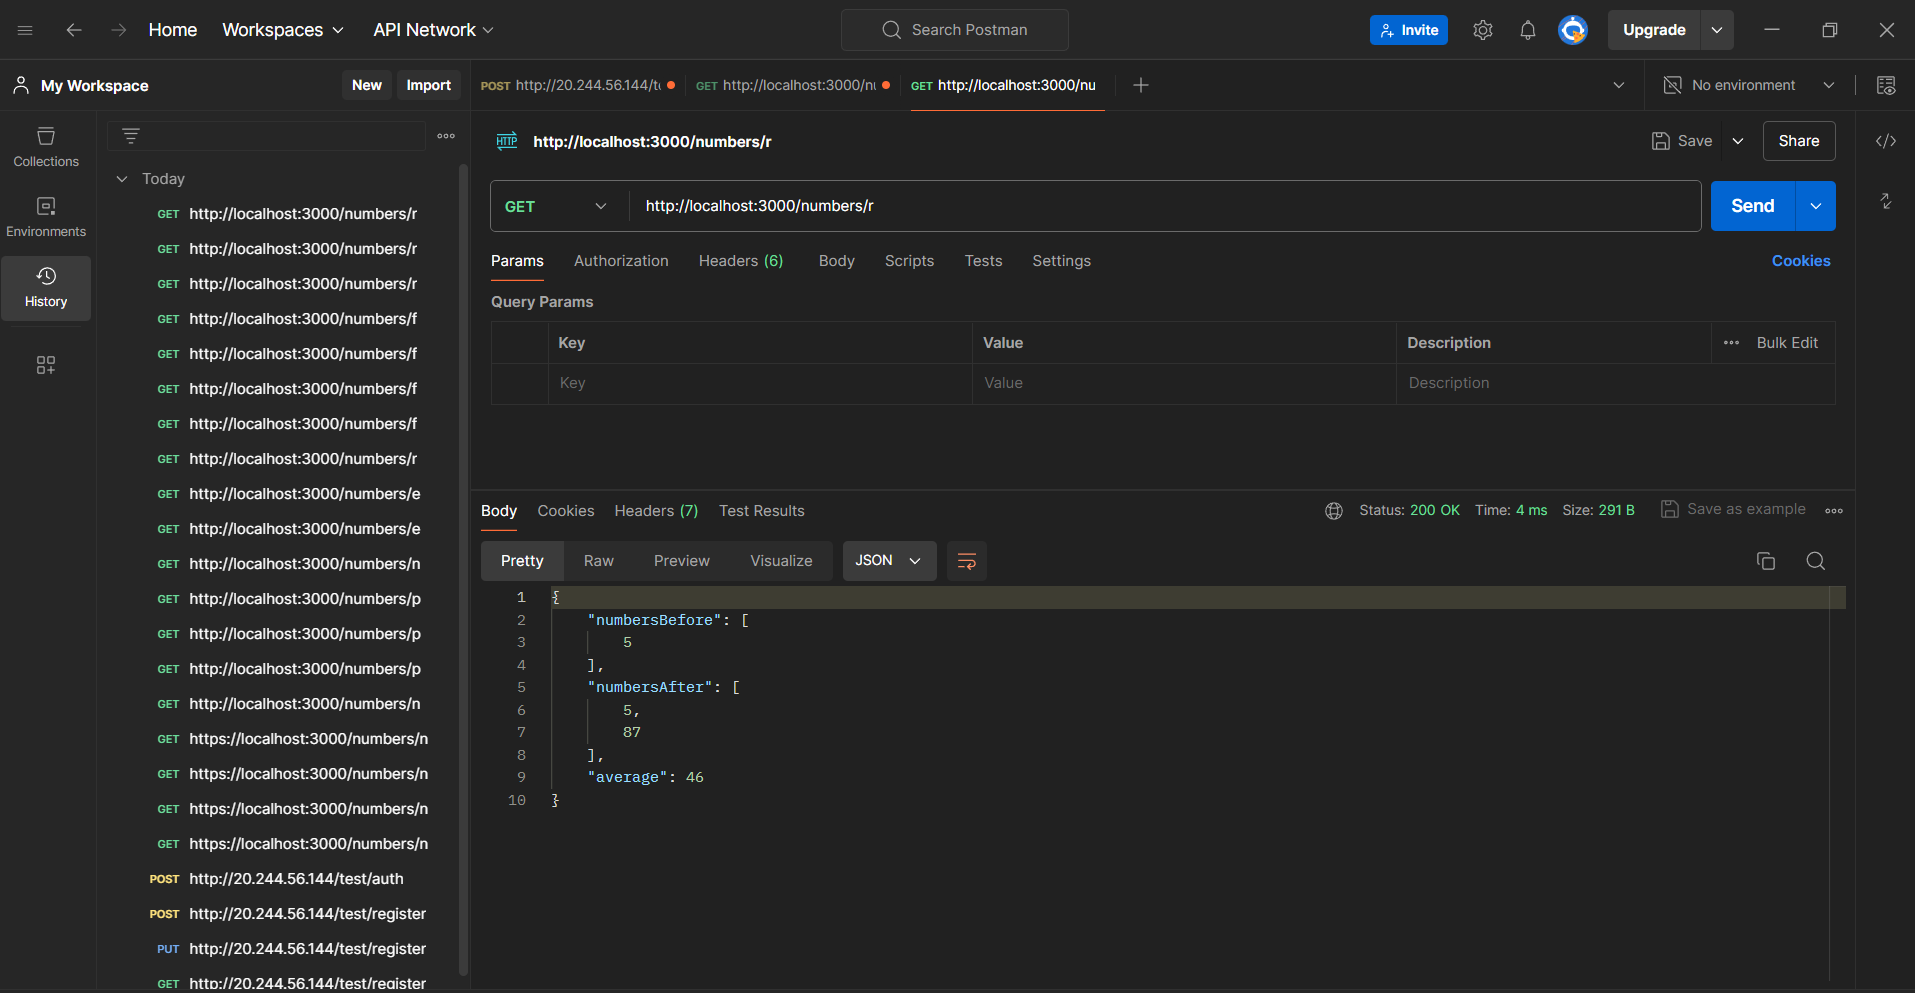 Home Workspaces API Network Search Postman Invite Upgrade
My Workspace New Import
POST http://20.244.56.144/t GET http://localhost:3000/nu GET http://localhost:3000/nu No environment
Collections
Environments
History
Today
GET http://localhost:3000/numbers/r
GET http://localhost:3000/numbers/r
GET http://localhost:3000/numbers/r
GET http://localhost:3000/numbers/f
GET http://localhost:3000/numbers/f
GET http://localhost:3000/numbers/f
GET http://localhost:3000/numbers/f
GET http://localhost:3000/numbers/r
GET http://localhost:3000/numbers/e
GET http://localhost:3000/numbers/e
GET http://localhost:3000/numbers/n
GET http://localhost:3000/numbers/p
GET http://localhost:3000/numbers/p
GET http://localhost:3000/numbers/p
GET http://localhost:3000/numbers/n
GET https://localhost:3000/numbers/n
GET https://localhost:3000/numbers/n
GET https://localhost:3000/numbers/n
GET https://localhost:3000/numbers/n
POST http://20.244.56.144/test/auth
POST http://20.244.56.144/test/register
PUT http://20.244.56.144/test/register
GET http://20.244.56.144/test/register
HTTP http://localhost:3000/numbers/r Save Share
GET http://localhost:3000/numbers/r Send
Params Authorization Headers (6) Body Scripts Tests Settings Cookies
Query Params
Key Value Description Bulk Edit
Key Value Description
Body Cookies Headers (7) Test Results Status: 200 OK Time: 4 ms Size: 291 B Save as example
Pretty Raw Preview Visualize JSON
1 {
2 "numbersBefore": [
3 5
4 ],
5 "numbersAfter": [
6 5,
7 87
8 ],
9 "average": 46
10 }